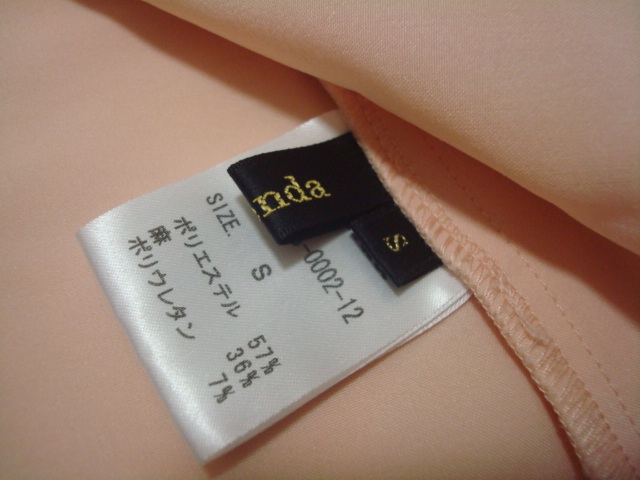 nda
S
-0002-12
SIZE. S
ポリエステル 57%
麻 36%
ポリウレタン 7%